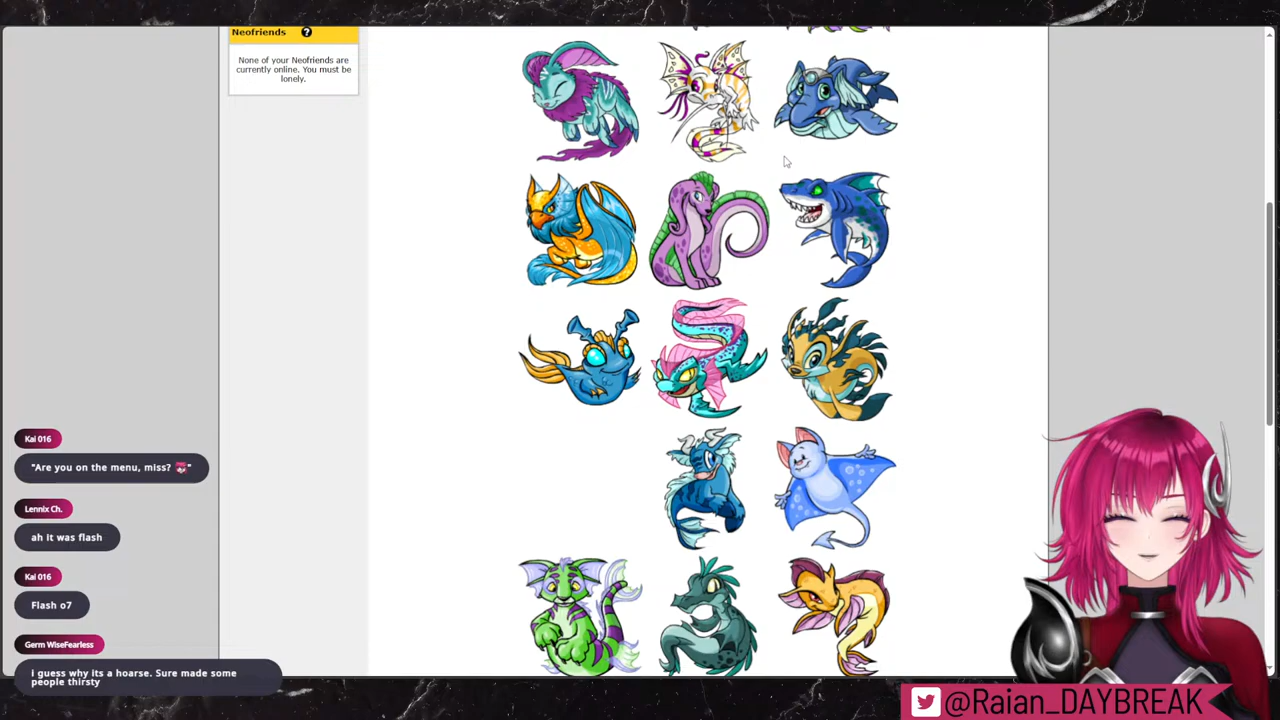 Neofriends ?
None of your Neofriends are
currently online. You must be
lonely.
Kai 016
"Are you on the menu, miss? "
Lennix Ch.
ah it was flash
Kai 016
Flash o7
Germ WiseFearless
i guess why its a hoarse. Sure made some
people thirsty
@Raian_DAYBREAK